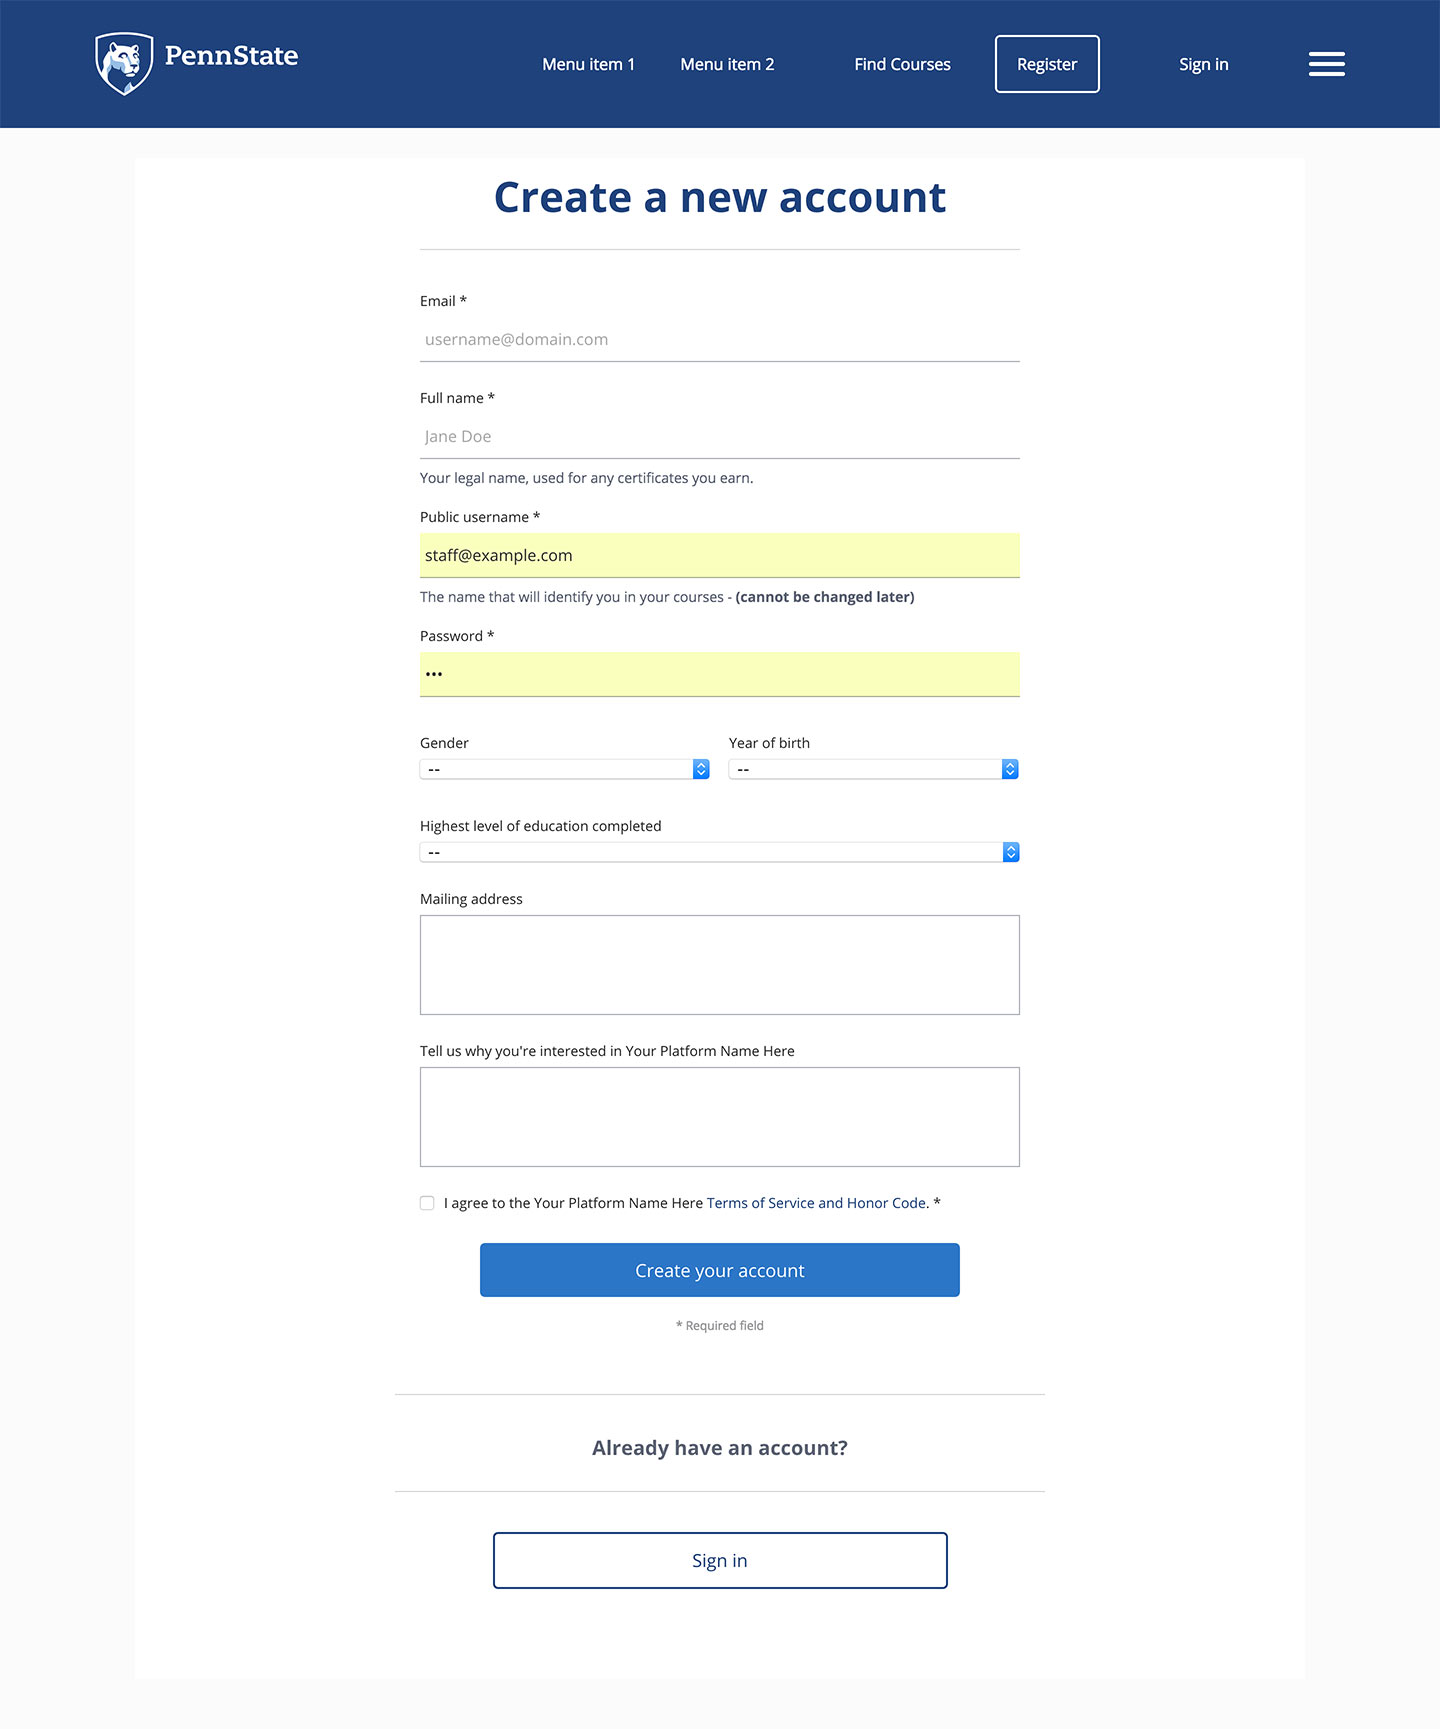 PennState
Menu item 1 Menu item 2 Find Courses Register Sign in
Create a new account
Email *
username@domain.com
Full name *
Jane Doe
Your legal name, used for any certificates you earn.
Public username *
staff@example.com
The name that will identify you in your courses - (cannot be changed later)
Password *
•••
Gender Year of birth
-- --
Highest level of education completed
--
Mailing address
Tell us why you're interested in Your Platform Name Here
I agree to the Your Platform Name Here Terms of Service and Honor Code. *
Create your account
* Required field
Already have an account?
Sign in